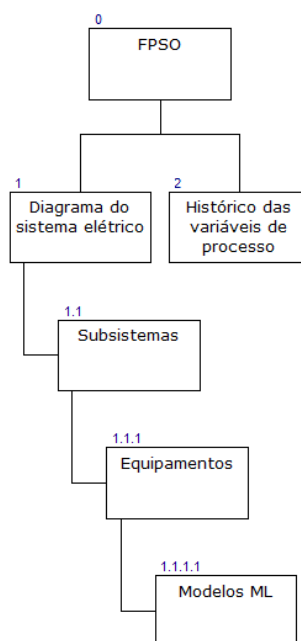 0
FPSO
1
Diagrama do
sistema elétrico
2
Histórico das
variáveis de
processo
1.1
Subsistemas
1.1.1
Equipamentos
1.1.1.1
Modelos ML